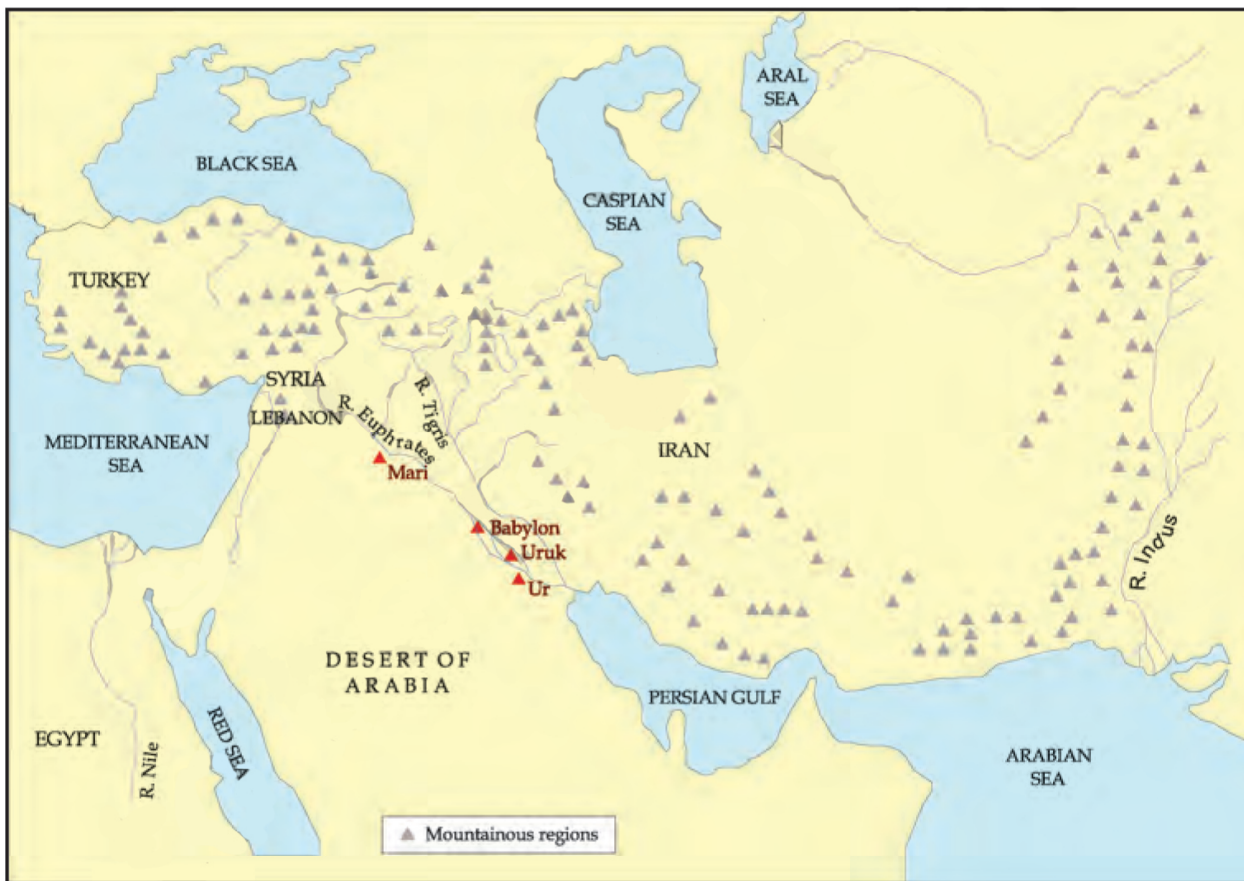 ARAL
SEA
BLACK SEA
CASPIAN
SEA
TURKEY
SYRIA
LEBANON
R. Euphrates
R. Tigris
MEDITERRANEAN
SEA
IRAN
Mari
Babylon
Uruk
Ur
R. Indus
DESERT OF
ARABIA
PERSIAN GULF
EGYPT
R. Nile
RED SEA
ARABIAN
SEA
Mountainous regions